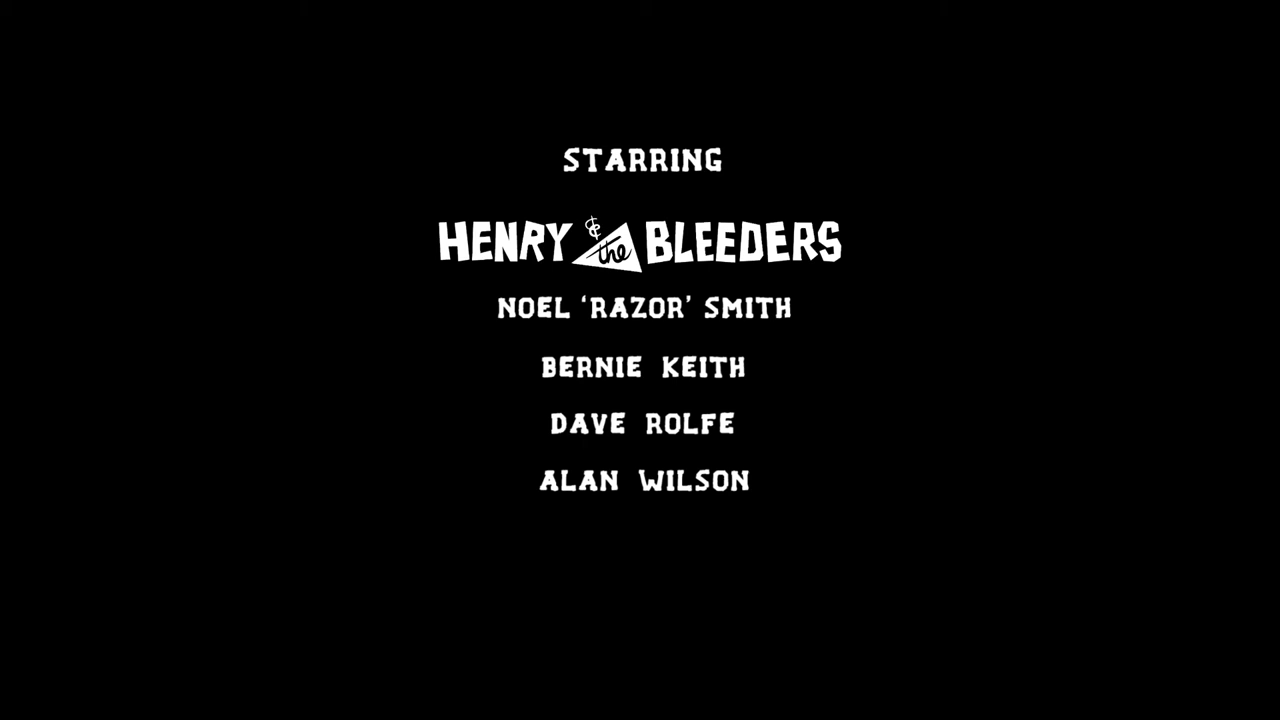 STARRING
HENRY & the BLEEDERS
NOEL ‘RAZOR’ SMITH
BERNIE KEITH
DAVE ROLFE
ALAN WILSON